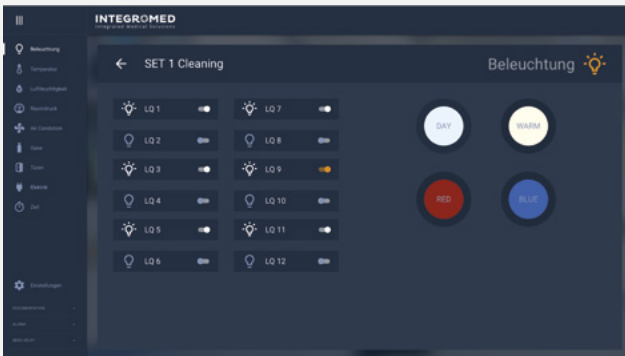 INTEGROMED
Integrated Medical Solutions
Beleuchtung
Temperatur
Luftfeuchtigkeit
Raumdruck
Air Condition
Gase
Türen
Elektrik
Zeit
Einstellungen
SET 1 Cleaning
Beleuchtung
LQ 1
LQ 7
LQ 2
LQ 8
LQ 3
LQ 9
LQ 4
LQ 10
LQ 5
LQ 11
LQ 6
LQ 12
DAY
WARM
RED
BLUE